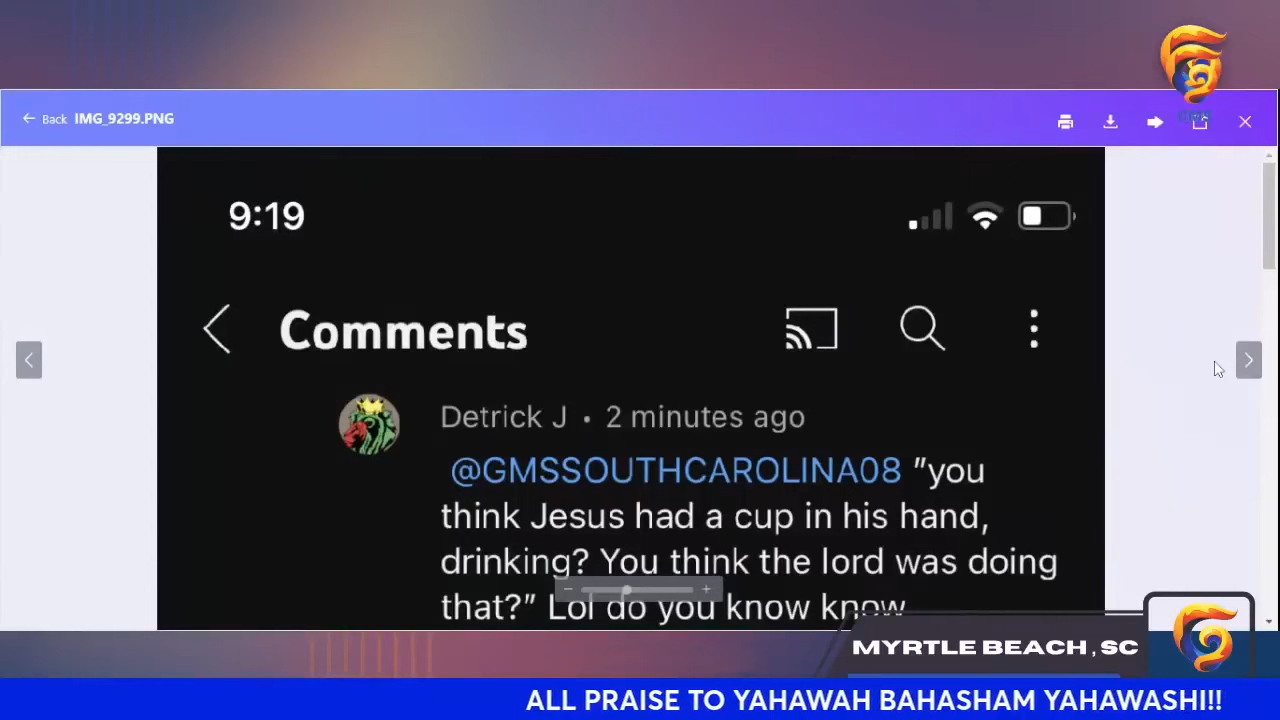 ← Back IMG_9299.PNG
9:19
Comments
Detrick J • 2 minutes ago
@GMSSOUTHCAROLINA08 "you
think Jesus had a cup in his hand,
drinking? You think the lord was doing
that?" Lol do you know know
MYRTLE BEACH, SC
ALL PRAISE TO YAHAWAH BAHASHAM YAHAWASHI!!